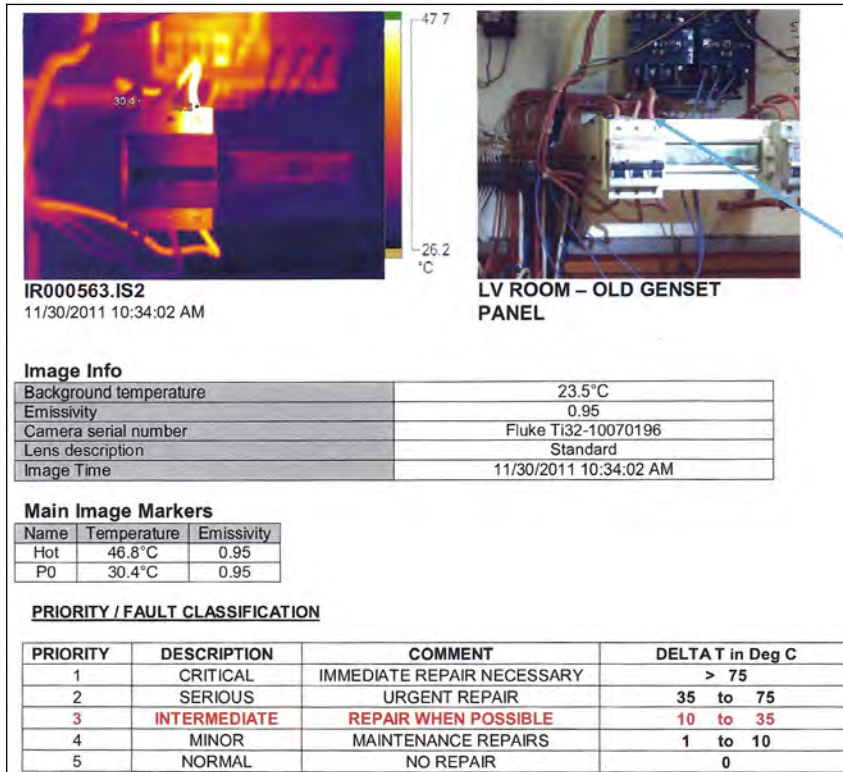 47.7
30.4
26.2
°C
IR000563.IS2
11/30/2011 10:34:02 AM
LV ROOM – OLD GENSET
PANEL
Image Info
Background temperature 23.5°C
Emissivity 0.95
Camera serial number Fluke Ti32-10070196
Lens description Standard
Image Time 11/30/2011 10:34:02 AM
Main Image Markers
Name Temperature Emissivity
Hot 46.8°C 0.95
P0 30.4°C 0.95
PRIORITY / FAULT CLASSIFICATION
PRIORITY DESCRIPTION COMMENT DELTA T in Deg C
1 CRITICAL IMMEDIATE REPAIR NECESSARY > 75
2 SERIOUS URGENT REPAIR 35 to 75
3 INTERMEDIATE REPAIR WHEN POSSIBLE 10 to 35
4 MINOR MAINTENANCE REPAIRS 1 to 10
5 NORMAL NO REPAIR 0